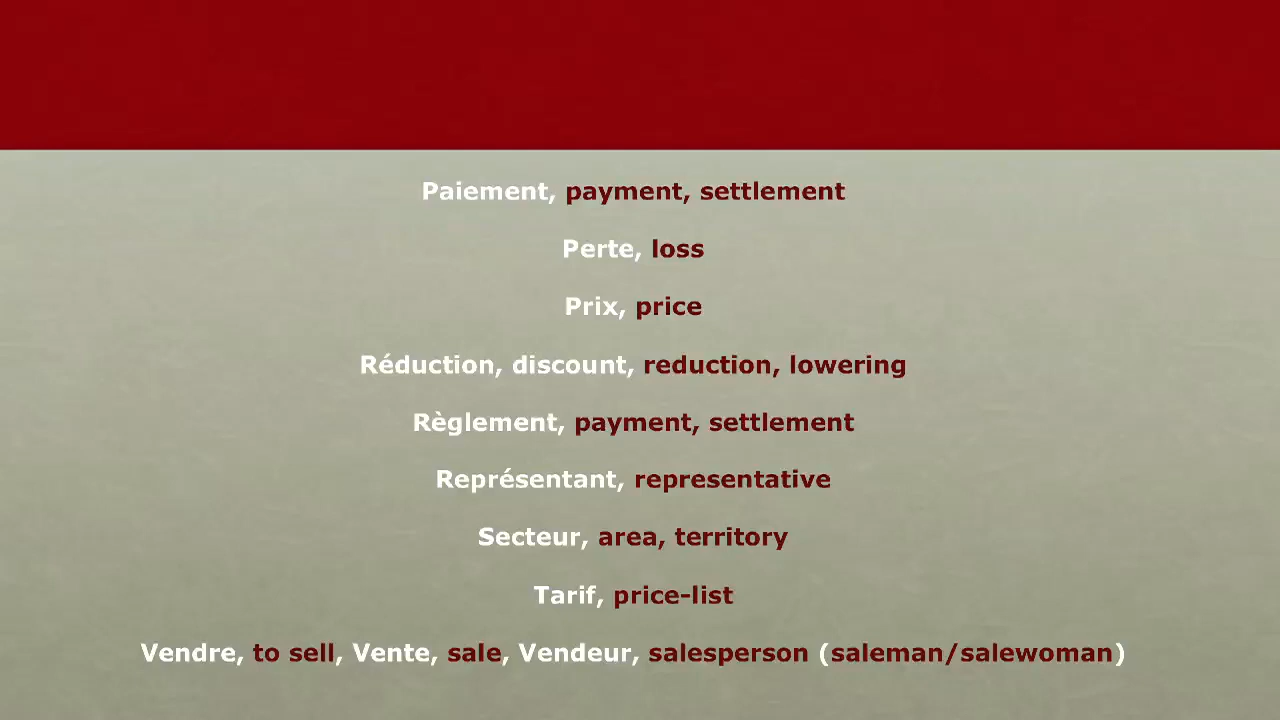 Paiement, payment, settlement
Perte, loss
Prix, price
Réduction, discount, reduction, lowering
Règlement, payment, settlement
Représentant, representative
Secteur, area, territory
Tarif, price-list
Vendre, to sell, Vente, sale, Vendeur, salesperson (saleman/salewoman)